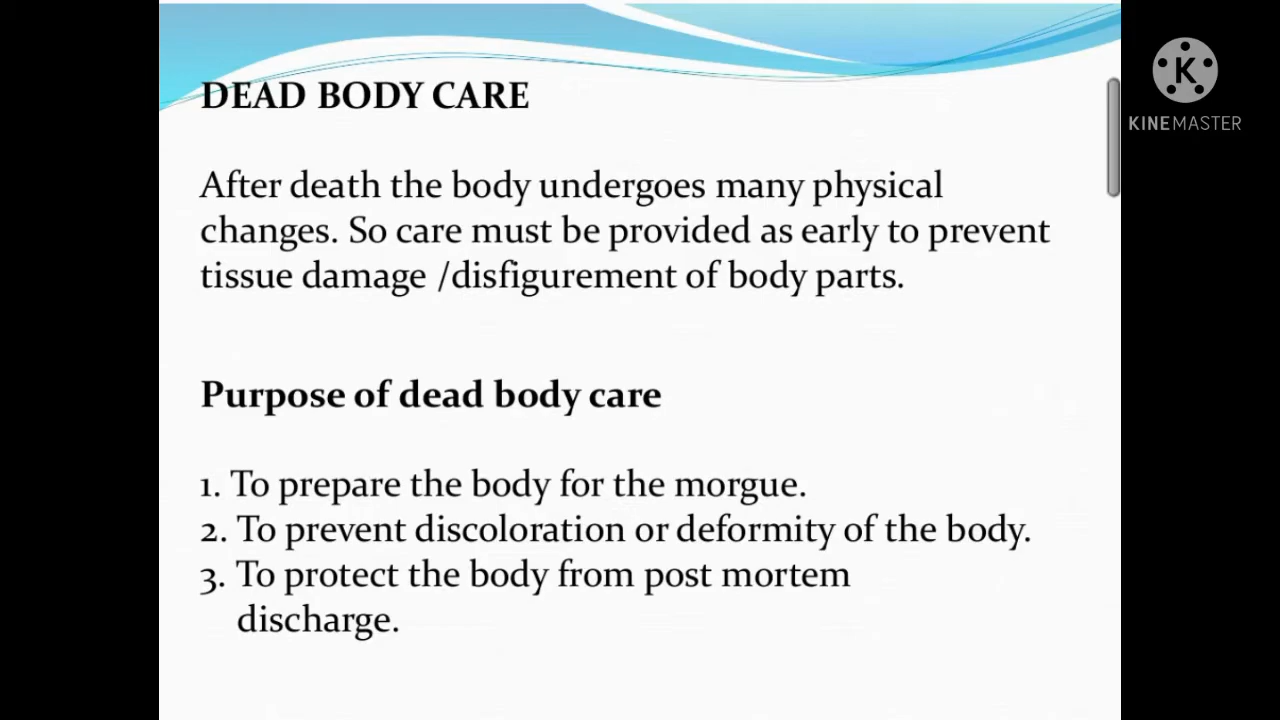 DEAD BODY CARE
After death the body undergoes many physical
changes. So care must be provided as early to prevent
tissue damage /disfigurement of body parts.
Purpose of dead body care
1. To prepare the body for the morgue.
2. To prevent discoloration or deformity of the body.
3. To protect the body from post mortem
discharge.
K
KINEMASTER